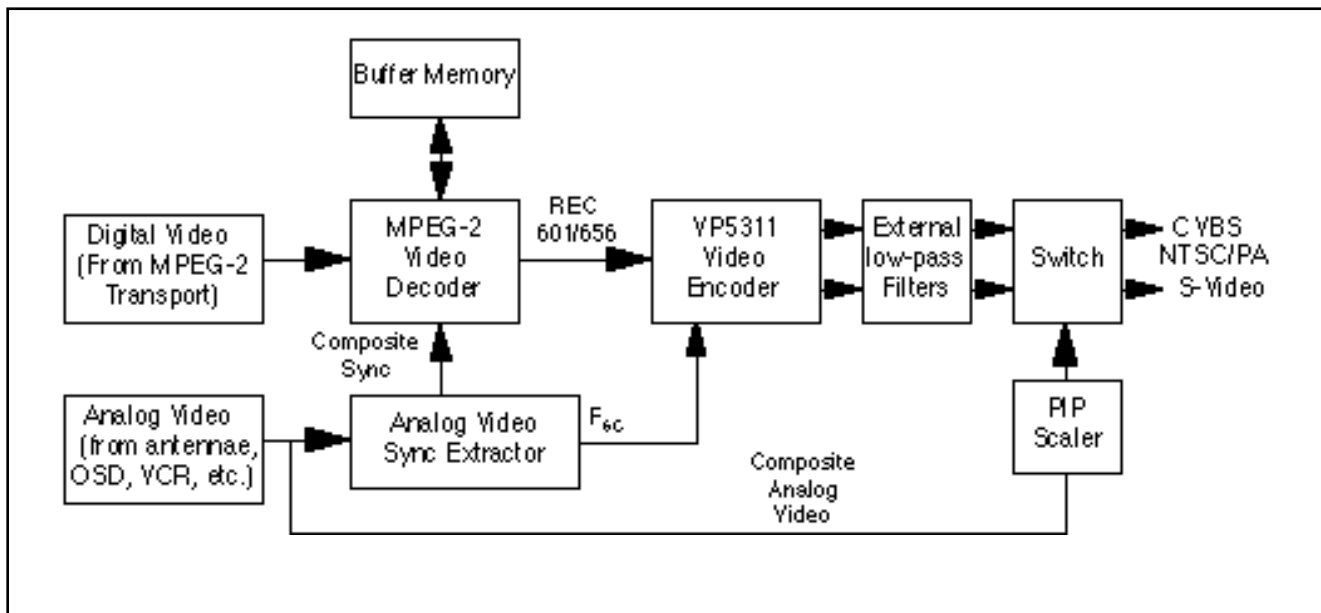 Buffer Memory
Digital Video
(From MPEG-2
Transport)
MPEG-2
Video
Decoder
REC
601/656
VP5311
Video
Encoder
External
low-pass
Filters
Switch
CVBS
NTSC/PA
S-Video
Composite
Sync
Analog Video
(from antennae,
OSD, VCR, etc.)
Analog Video
Sync Extractor
FSC
Composite
Analog
Video
PIP
Scaler